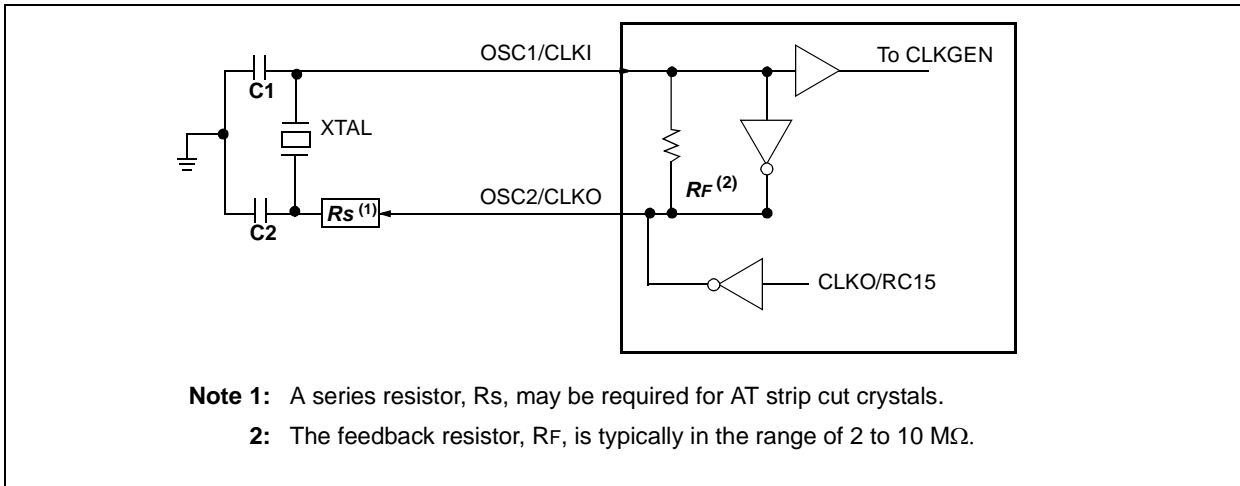 OSC1/CLKI
To CLKGEN
C1
XTAL
RF (2)
OSC2/CLKO
Rs (1)
C2
CLKO/RC15
Note 1: A series resistor, Rs, may be required for AT strip cut crystals.
2: The feedback resistor, RF, is typically in the range of 2 to 10 MΩ.